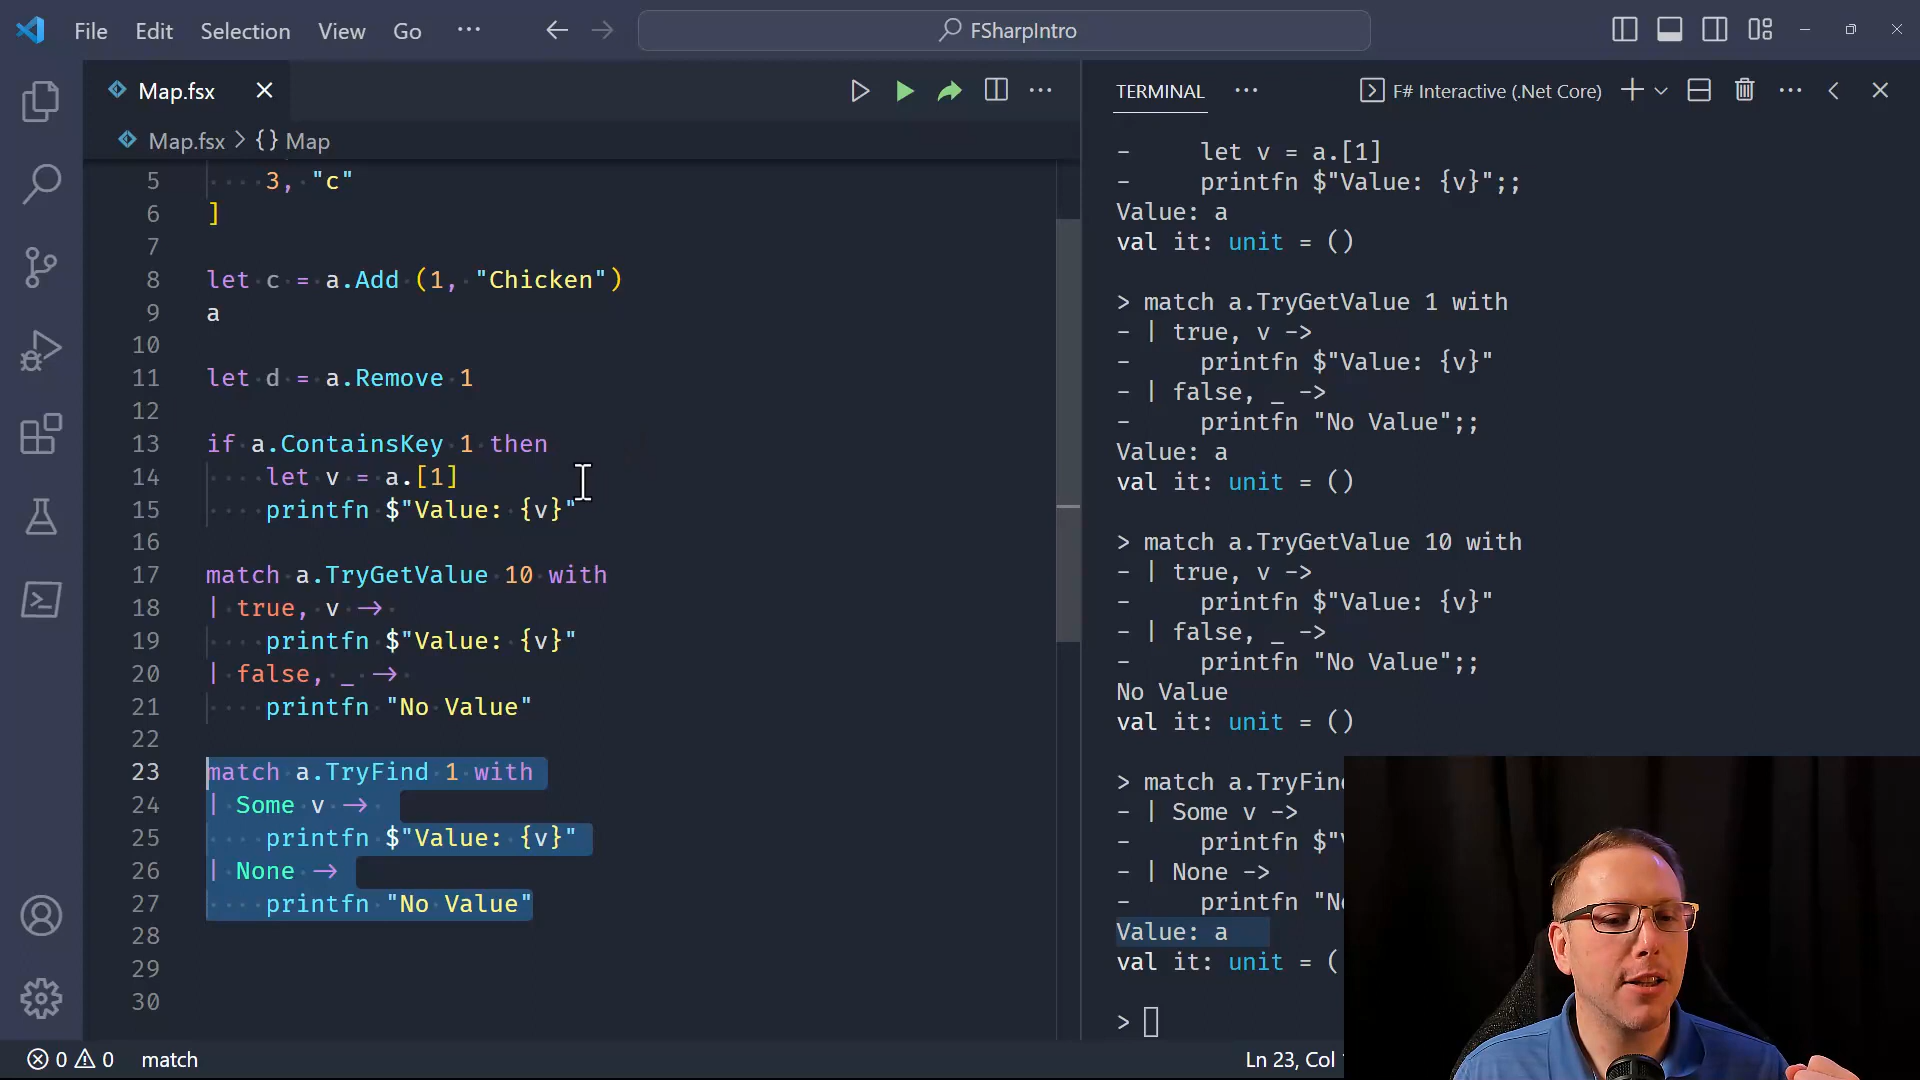 File Edit Selection View Go ··· FSharpIntro
Map.fsx
Map.fsx > {} Map
5 3, "c"
6 ]
7
8 let c = a.Add (1, "Chicken")
9 a
10
11 let d = a.Remove 1
12
13 if a.ContainsKey 1 then
14 let v = a.[1]
15 printfn $"Value: {v}"
16
17 match a.TryGetValue 10 with
18 | true, v ->
19 printfn $"Value: {v}"
20 | false, _ ->
21 printfn "No Value"
22
23 match a.TryFind 1 with
24 | Some v ->
25 printfn $"Value: {v}"
26 | None ->
27 printfn "No Value"
28
29
30
TERMINAL ··· F# Interactive (.Net Core)
- let v = a.[1]
- printfn $"Value: {v}";;
Value: a
val it: unit = ()
> match a.TryGetValue 1 with
- | true, v ->
- printfn $"Value: {v}"
- | false, _ ->
- printfn "No Value";;
Value: a
val it: unit = ()
> match a.TryGetValue 10 with
- | true, v ->
- printfn $"Value: {v}"
- | false, _ ->
- printfn "No Value";;
No Value
val it: unit = ()
> match a.TryFind
- | Some v ->
- printfn $"
- | None ->
- printfn
Value: a
val it: unit = (
>
0 0 match
Ln 23, Col